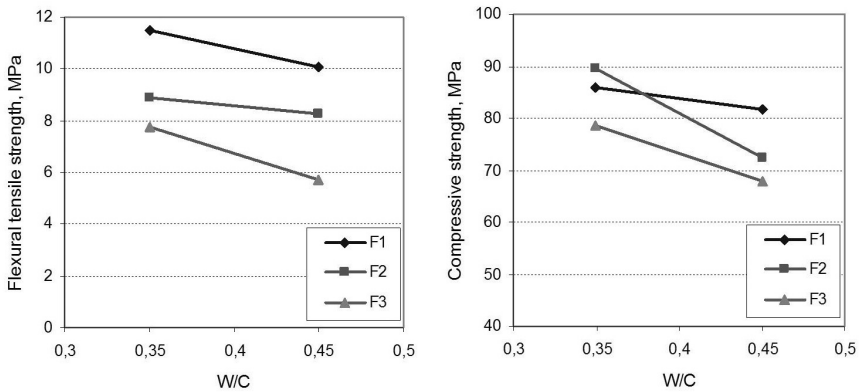 Flexural tensile strength, MPa
12
10
8
6
4
2
0
0,3
0,35
0,4
0,45
0,5
W/C
F1
F2
F3
Compressive strength, MPa
100
90
80
70
60
50
40
0,3
0,35
0,4
0,45
0,5
W/C
F1
F2
F3